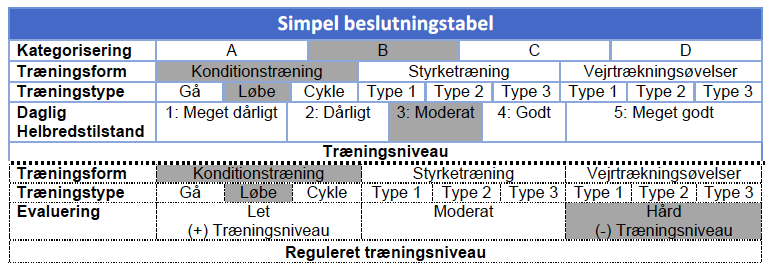 Simpel beslutningstabel
Kategorisering A B C D
Træningsform Konditionstræning Styrketræning Vejrtrækningsøvelser
Træningstype Gå Løbe Cykle Type 1 Type 2 Type 3 Type 1 Type 2 Type 3
Daglig 1: Meget dårligt 2: Dårligt 3: Moderat 4: Godt 5: Meget godt
Helbredstilstand
Træningsniveau
Træningsform Konditionstræning Styrketræning Vejrtrækningsøvelser
Træningstype Gå Løbe Cykle Type 1 Type 2 Type 3 Type 1 Type 2 Type 3
Evaluering Let Moderat Hård
(+) Træningsniveau (-) Træningsniveau
Reguleret træningsniveau